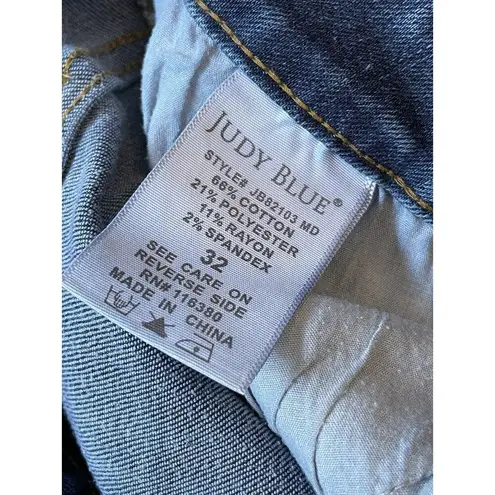 JUDY BLUE®
STYLE# JB82103 MD
66% COTTON
21% POLYESTER
11% RAYON
2% SPANDEX
32
SEE CARE ON
REVERSE SIDE
RN# 116380
MADE IN CHINA